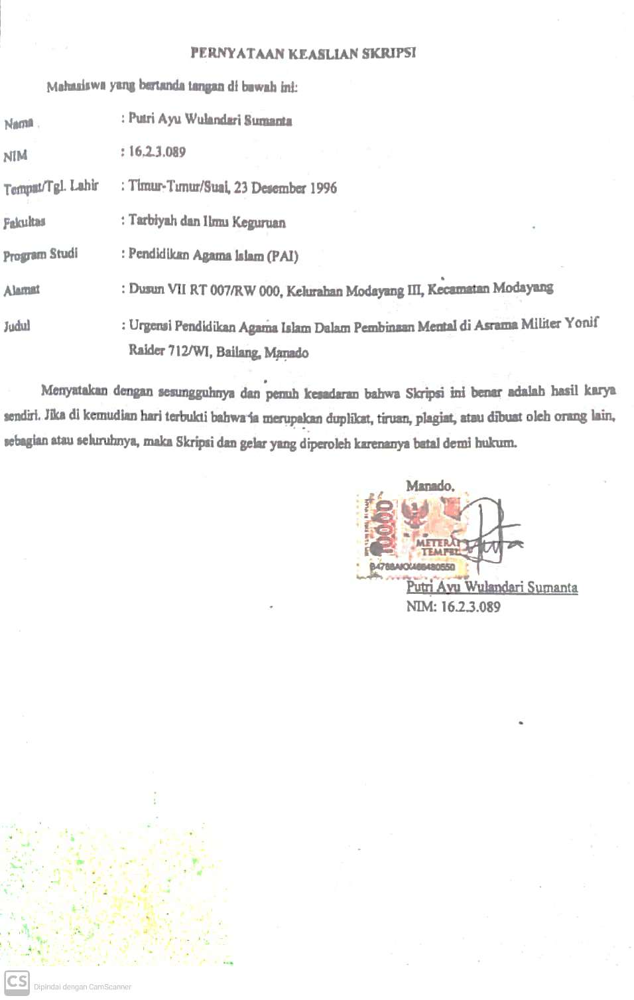 PERNYATAAN KEASLIAN SKRIPSI
Mahasiswa yang bertanda tangan di bawah ini:
Nama : Putri Ayu Wulandari Sumanta
NIM : 16.2.3.089
Tempat/Tgl. Lahir : Timur-Timur/Suai, 23 Desember 1996
Fakultas : Tarbiyah dan Ilmu Keguruan
Program Studi : Pendidikan Agama Islam (PAI)
Alamat : Dusun VII RT 007/RW 000, Kelurahan Modayang III, Kecamatan Modayang
Judul : Urgensi Pendidikan Agama Islam Dalam Pembinaan Mental di Asrama Militer Yonif
Raider 712/WI, Bailang, Manado
Menyatakan dengan sesungguhnya dan penuh kesadaran bahwa Skripsi ini benar adalah hasil karya
sendiri. Jika di kemudian hari terbukti bahwa ia merupakan duplikat, tiruan, plagiat, atau dibuat oleh orang lain,
sebagian atau seluruhnya, maka Skripsi dan gelar yang diperoleh karenanya batal demi hukum.
Manado,
10000
METERAI
TEMPEL
Putri Ayu Wulandari Sumanta
NIM: 16.2.3.089
CS Dipindai dengan CamScanner